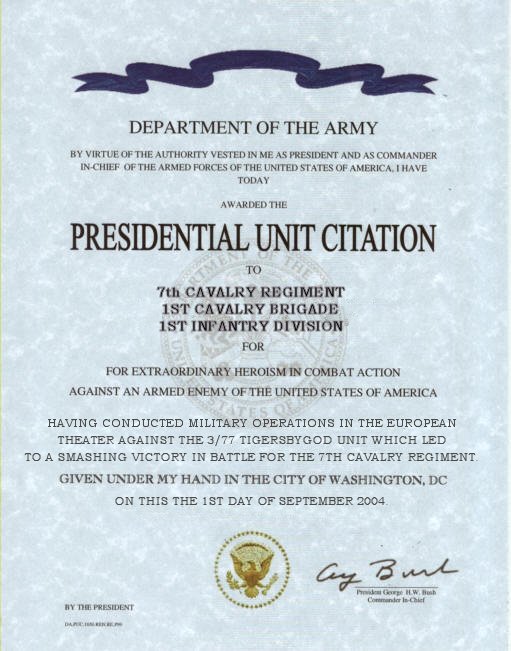 DEPARTMENT OF THE ARMY
BY VIRTUE OF THE AUTHORITY VESTED IN ME AS PRESIDENT AND AS COMMANDER
IN-CHIEF OF THE ARMED FORCES OF THE UNITED STATES OF AMERICA, I HAVE
TODAY
AWARDED THE
PRESIDENTIAL UNIT CITATION
TO
7th CAVALRY REGIMENT
1ST CAVALRY BRIGADE
1ST INFANTRY DIVISION
FOR
FOR EXTRAORDINARY HEROISM IN COMBAT ACTION
AGAINST AN ARMED ENEMY OF THE UNITED STATES OF AMERICA
HAVING CONDUCTED MILITARY OPERATIONS IN THE EUROPEAN
THEATER AGAINST THE 3/77 TIGERSBYGOD UNIT WHICH LED
TO A SMASHING VICTORY IN BATTLE FOR THE 7TH CAVALRY REGIMENT.
GIVEN UNDER MY HAND IN THE CITY OF WASHINGTON, DC
ON THIS THE 1ST DAY OF SEPTEMBER 2004.
President George H.W. Bush
Commander In-Chief
BY THE PRESIDENT